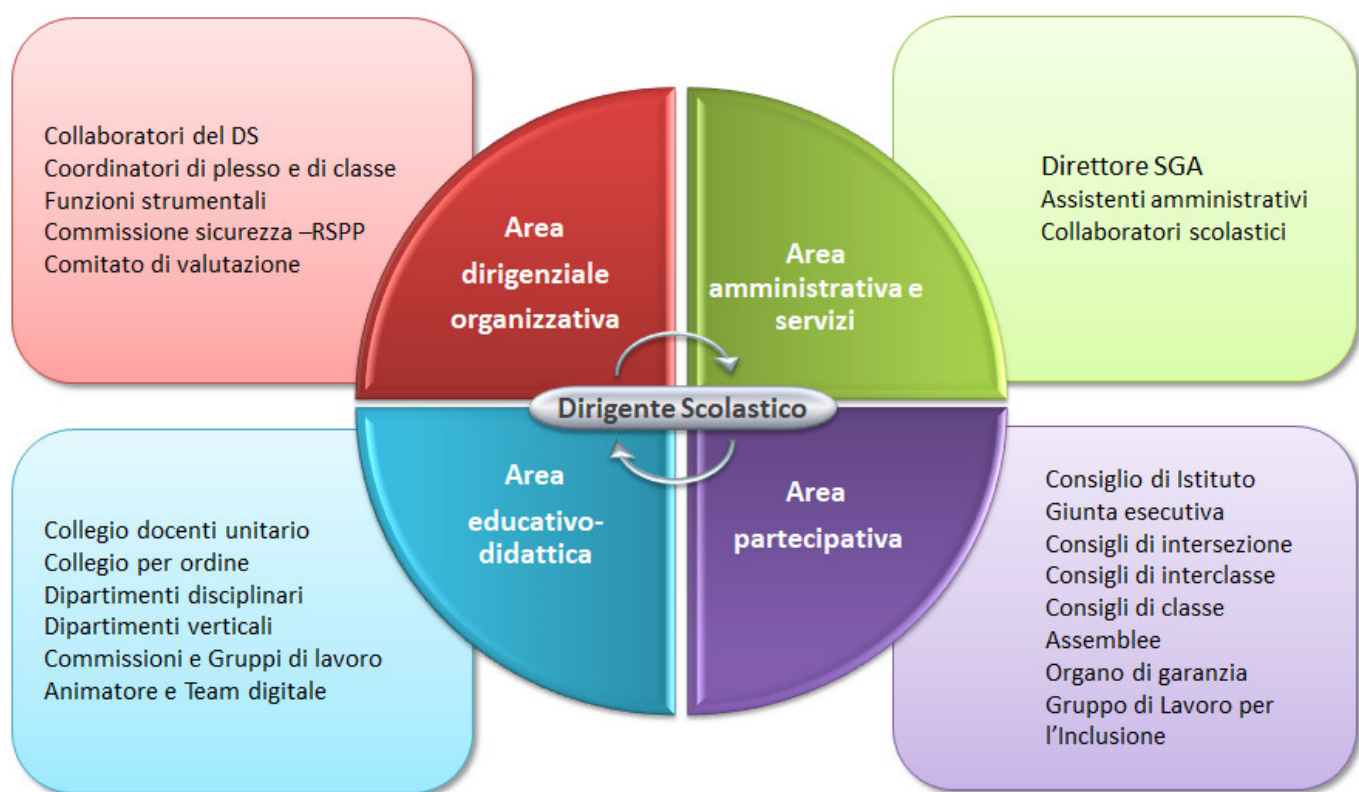 Collaboratori del DS
Coordinatori di plesso e di classe
Funzioni strumentali
Commissione sicurezza –RSPP
Comitato di valutazione
Area
dirigenziale
organizzativa
Area
amministrativa e
servizi
Direttore SGA
Assistenti amministrativi
Collaboratori scolastici
Dirigente Scolastico
Collegio docenti unitario
Collegio per ordine
Dipartimenti disciplinari
Dipartimenti verticali
Commissioni e Gruppi di lavoro
Animatore e Team digitale
Area
educativo-
didattica
Area
partecipativa
Consiglio di Istituto
Giunta esecutiva
Consigli di intersezione
Consigli di interclasse
Consigli di classe
Assemblee
Organo di garanzia
Gruppo di Lavoro per
l’Inclusione